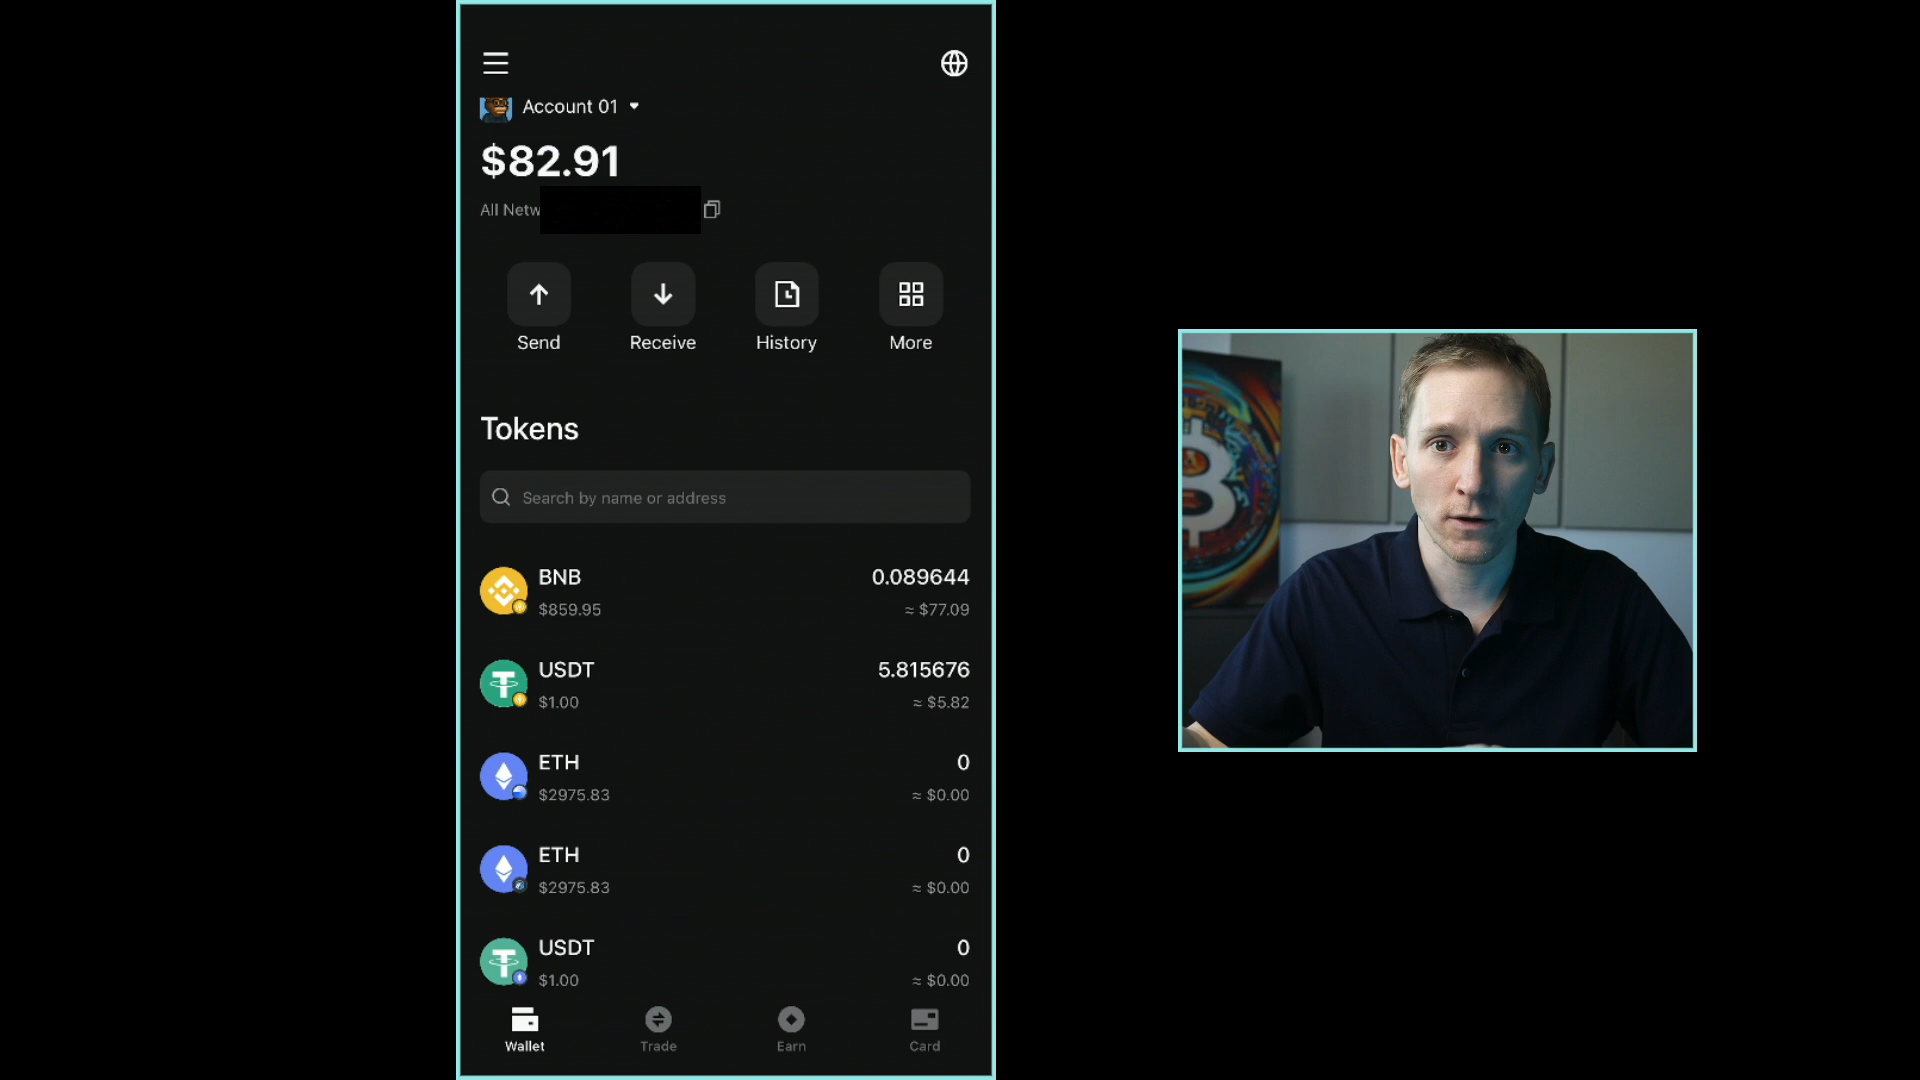 Account 01
$82.91
All Netw
Send Receive History More
Tokens
Search by name or address
BNB 0.089644
$859.95 ≈ $77.09
USDT 5.815676
$1.00 ≈ $5.82
ETH 0
$2975.83 ≈ $0.00
ETH 0
$2975.83 ≈ $0.00
USDT 0
$1.00 ≈ $0.00
Wallet Trade Earn Card